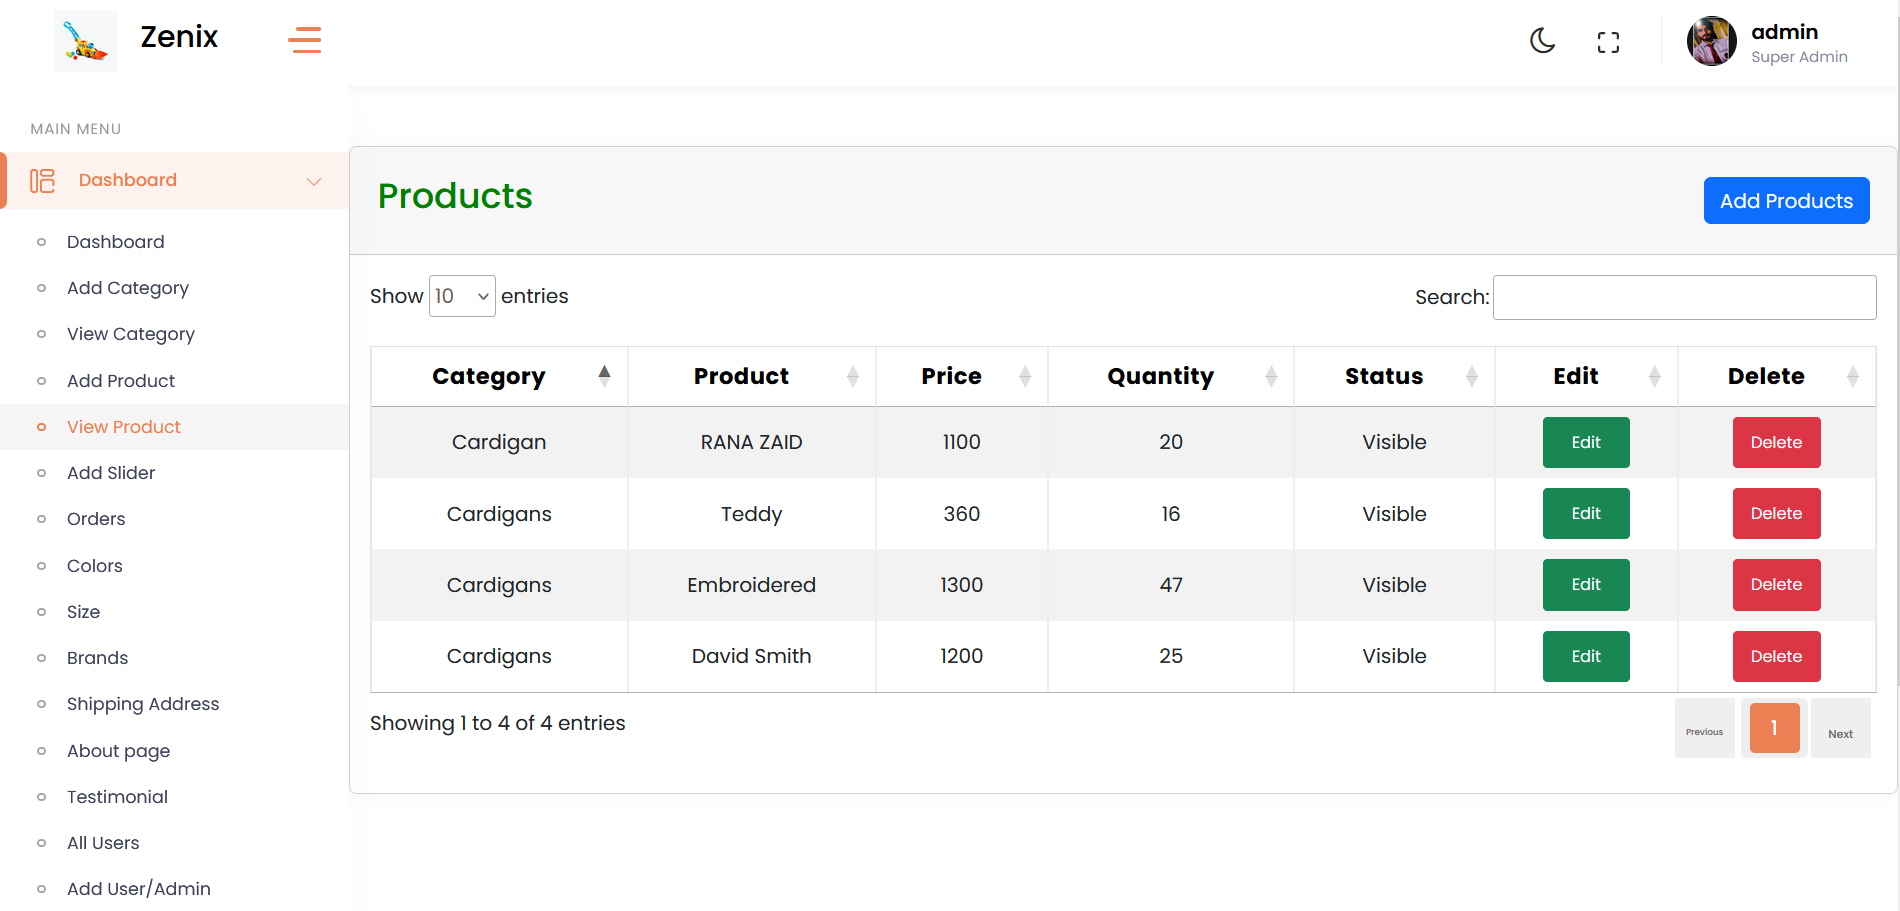 Zenix
admin
Super Admin
MAIN MENU
Dashboard
Dashboard
Add Category
View Category
Add Product
View Product
Add Slider
Orders
Colors
Size
Brands
Shipping Address
About page
Testimonial
All Users
Add User/Admin
Products
Add Products
Show 10 entries
Search:
Category Product Price Quantity Status Edit Delete
Cardigan RANA ZAID 1100 20 Visible Edit Delete
Cardigans Teddy 360 16 Visible Edit Delete
Cardigans Embroidered 1300 47 Visible Edit Delete
Cardigans David Smith 1200 25 Visible Edit Delete
Showing 1 to 4 of 4 entries
Previous 1 Next